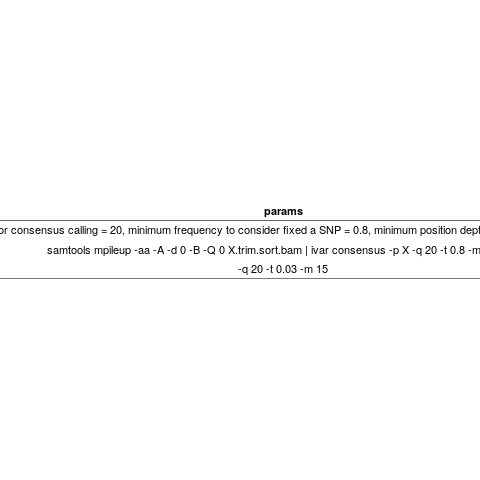 params
or consensus calling = 20, minimum frequency to consider fixed a SNP = 0.8, minimum position
samtools mpileup -aa -A -d 0 -B -Q 0 X.trim.sort.bam | ivar consensus -p X -q 20 -t 0.8
-q 20 -t 0.03 -m 15